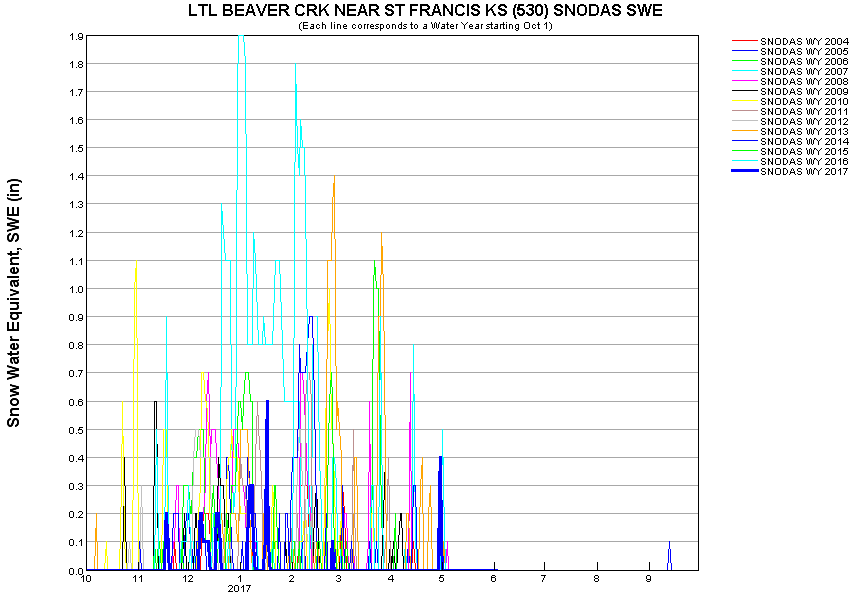 LTL BEAVER CRK NEAR ST FRANCIS KS (530) SNODAS SWE
(Each line corresponds to a Water Year starting Oct 1)
Snow Water Equivalent, SWE (in)
1.9
1.8
1.7
1.6
1.5
1.4
1.3
1.2
1.1
1.0
0.9
0.8
0.7
0.6
0.5
0.4
0.3
0.2
0.1
0.0
10 11 12 1 2 3 4 5 6 7 8 9
2017
SNODAS WY 2004
SNODAS WY 2005
SNODAS WY 2006
SNODAS WY 2007
SNODAS WY 2008
SNODAS WY 2009
SNODAS WY 2010
SNODAS WY 2011
SNODAS WY 2012
SNODAS WY 2013
SNODAS WY 2014
SNODAS WY 2015
SNODAS WY 2016
SNODAS WY 2017